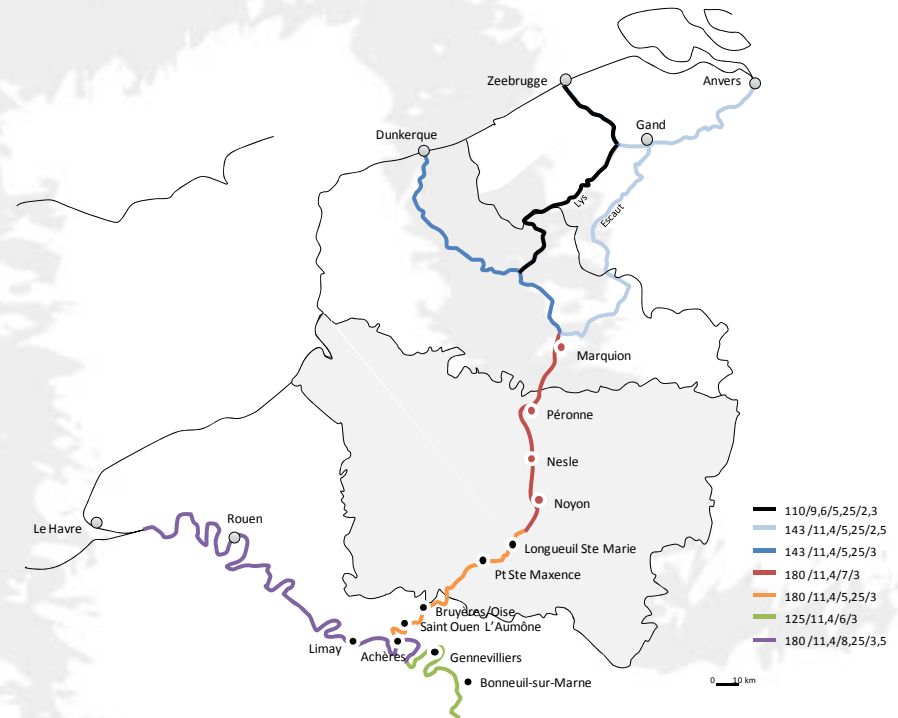 Zeebrugge
Anvers
Gand
Dunkerque
Lys
Escaut
Marquion
Péronne
Nesle
Noyon
Le Havre
Rouen
Longueuil Ste Marie
Pt Ste Maxence
Bruyères/Oise
Saint Ouen L'Aumône
Limay
Achères
Gennevilliers
Bonneuil-sur-Marne
110/9,6/5,25/2,3
143 /11,4/5,25/2,5
143 /11,4/5,25/3
180 /11,4/7/3
180 /11,4/5,25/3
125/11,4/6/3
180 /11,4/8,25/3,5
0 10 km